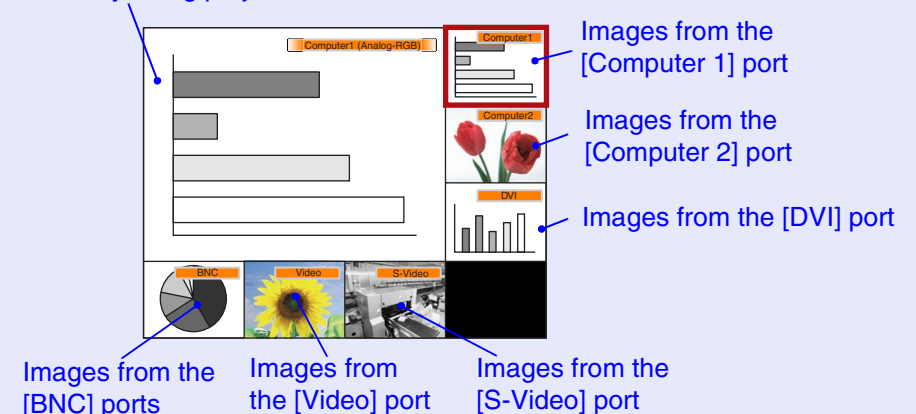 Computer1 (Analog-RGB)
Computer1
Images from the
[Computer 1] port
Computer2
Images from the
[Computer 2] port
DVI
Images from the [DVI] port
BNC
Video
S-Video
Images from the
[BNC] ports
Images from
the [Video] port
Images from the
[S-Video] port